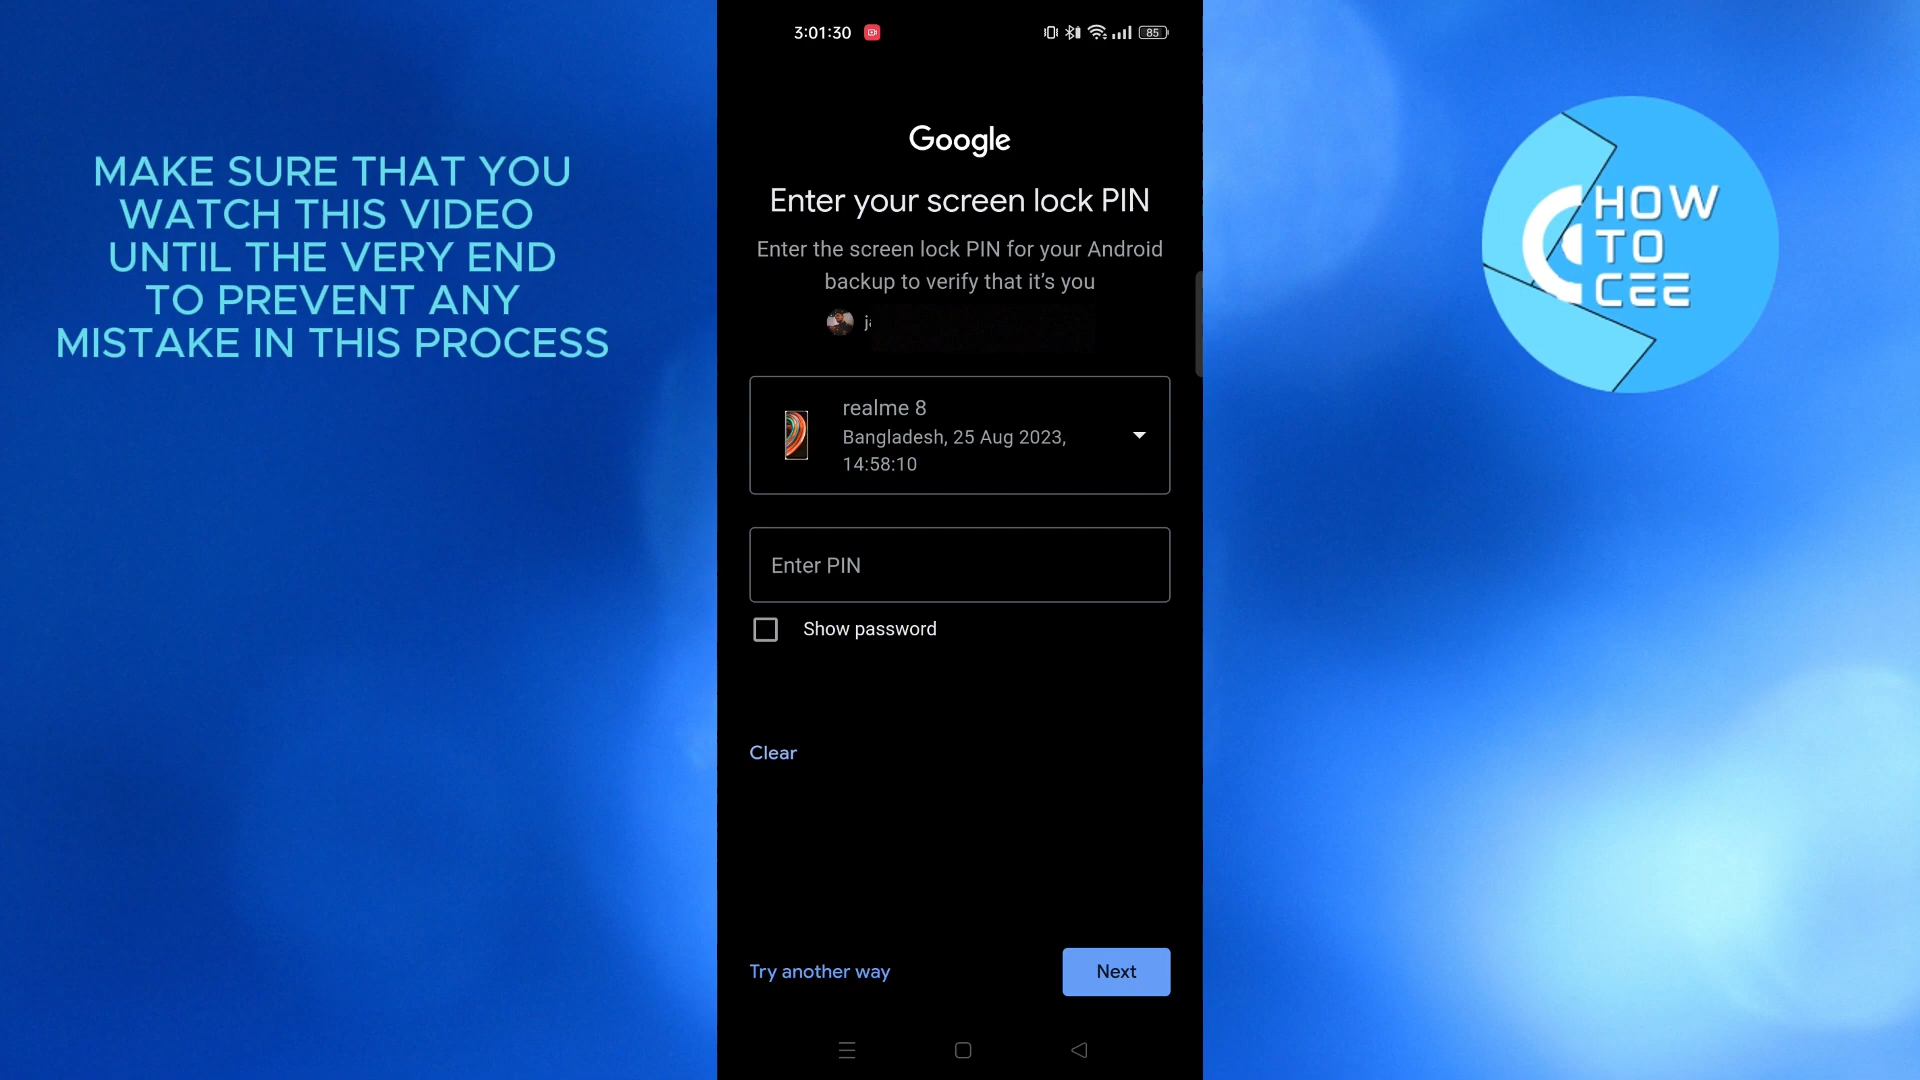 MAKE SURE THAT YOU
WATCH THIS VIDEO
UNTIL THE VERY END
TO PREVENT ANY
MISTAKE IN THIS PROCESS
3:01:30
85
Google
Enter your screen lock PIN
Enter the screen lock PIN for your Android
backup to verify that it’s you
realme 8
Bangladesh, 25 Aug 2023,
14:58:10
Enter PIN
Show password
Clear
Try another way
Next
HOW
TO
CEE